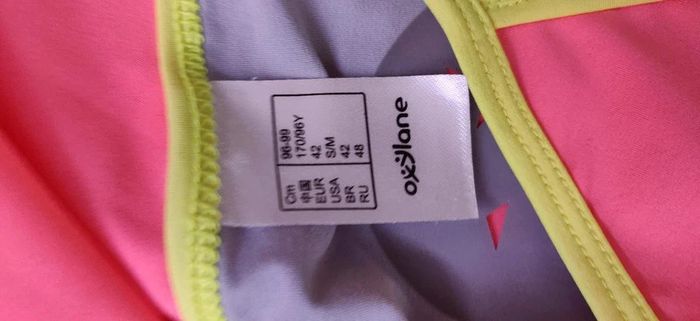 oxylane
Cm 96-99
中国 170/96Y
EUR 42
USA S/M
BR 42
RU 48